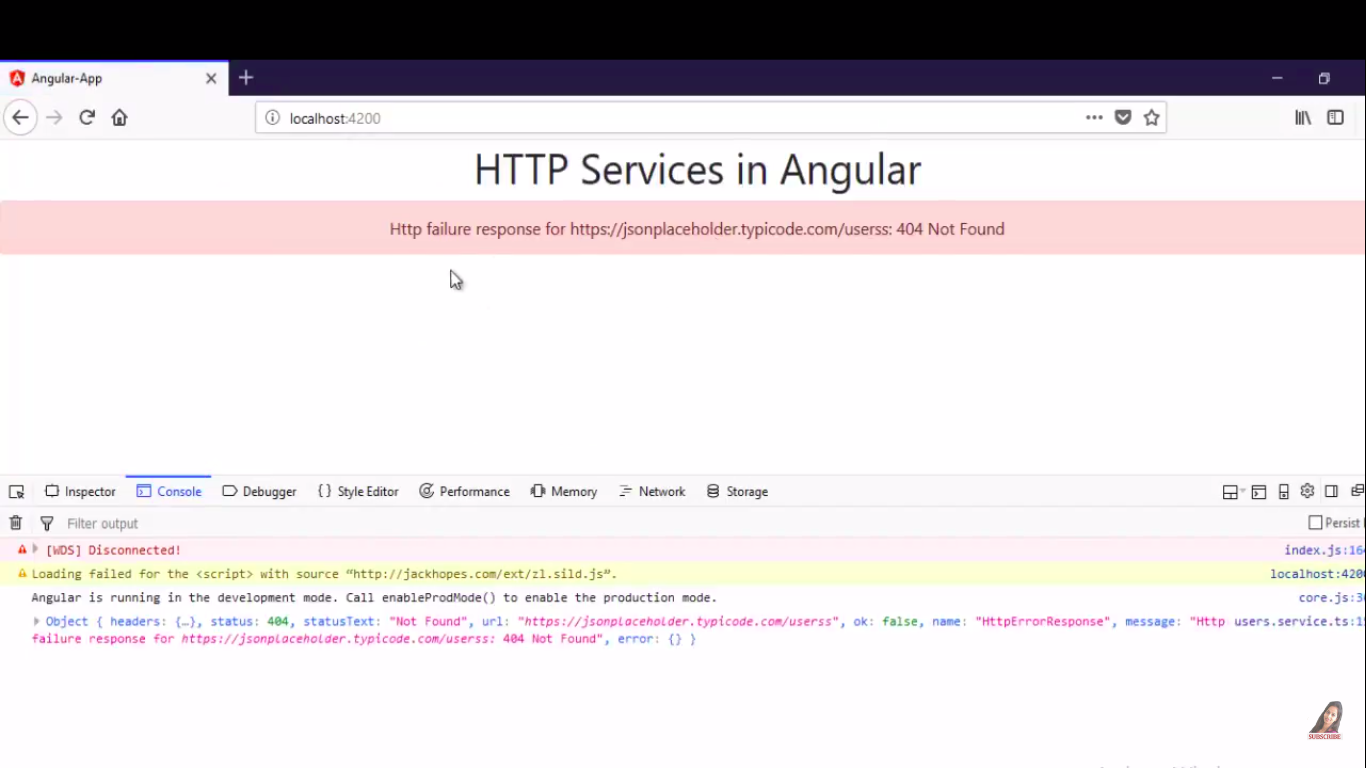 Angular-App
localhost:4200
HTTP Services in Angular
Http failure response for https://jsonplaceholder.typicode.com/userss: 404 Not Found
Inspector Console Debugger {} Style Editor Performance Memory Network Storage
Filter output Persist
[WDS] Disconnected! index.js:16
Loading failed for the <script> with source “http://jackhopes.com/ext/zl.sild.js”. localhost:420
Angular is running in the development mode. Call enableProdMode() to enable the production mode. core.js:3
Object { headers: {…}, status: 404, statusText: "Not Found", url: "https://jsonplaceholder.typicode.com/userss", ok: false, name: "HttpErrorResponse", message: "Http users.service.ts:1
failure response for https://jsonplaceholder.typicode.com/userss: 404 Not Found", error: {} }
SUBSCRIBE